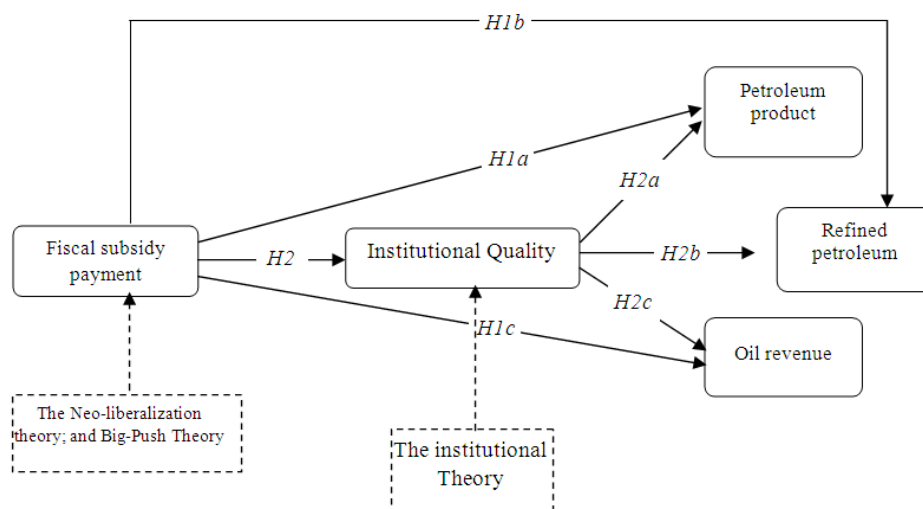 H1b
Petroleum
product
H1a
H2a
Refined
petroleum
Fiscal subsidy
payment
H2
Institutional Quality
H2b
H2c
H1c
Oil revenue
The Neo-liberalization
theory; and Big-Push Theory
The institutional
Theory